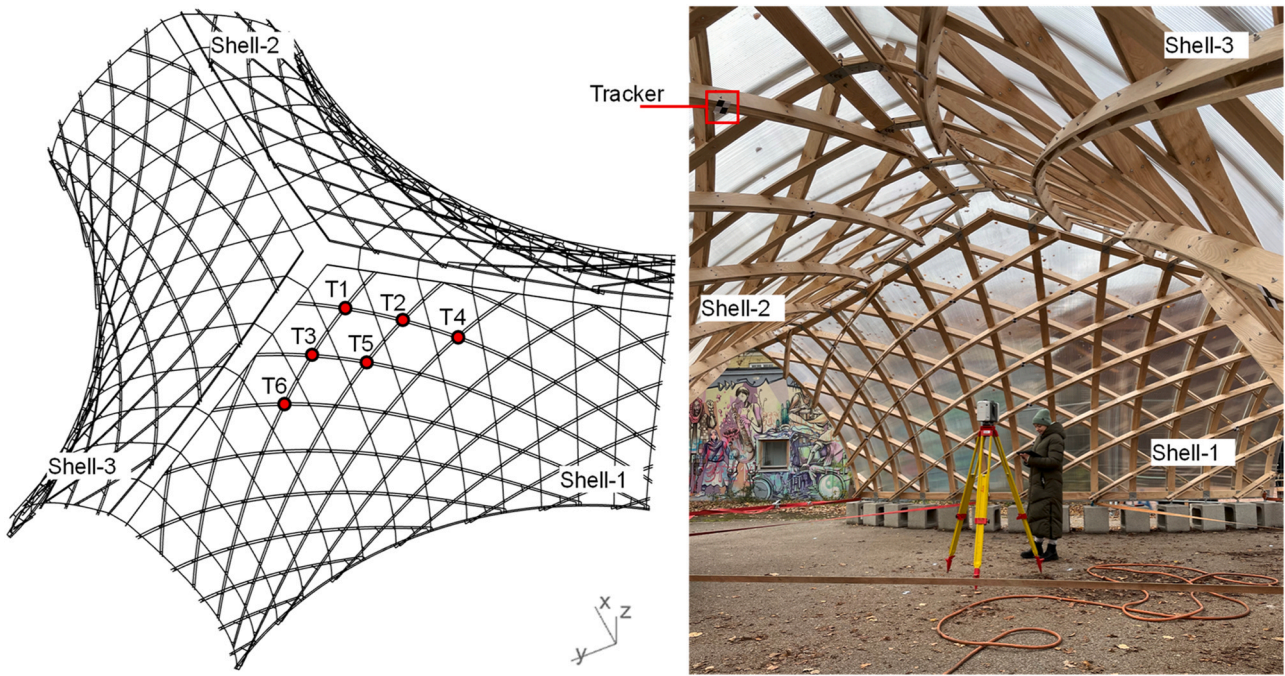 Shell-2
T1
T2
T4
T3
T5
T6
Shell-3
Shell-1
x
z
y
Tracker
Shell-3
Shell-2
Shell-1